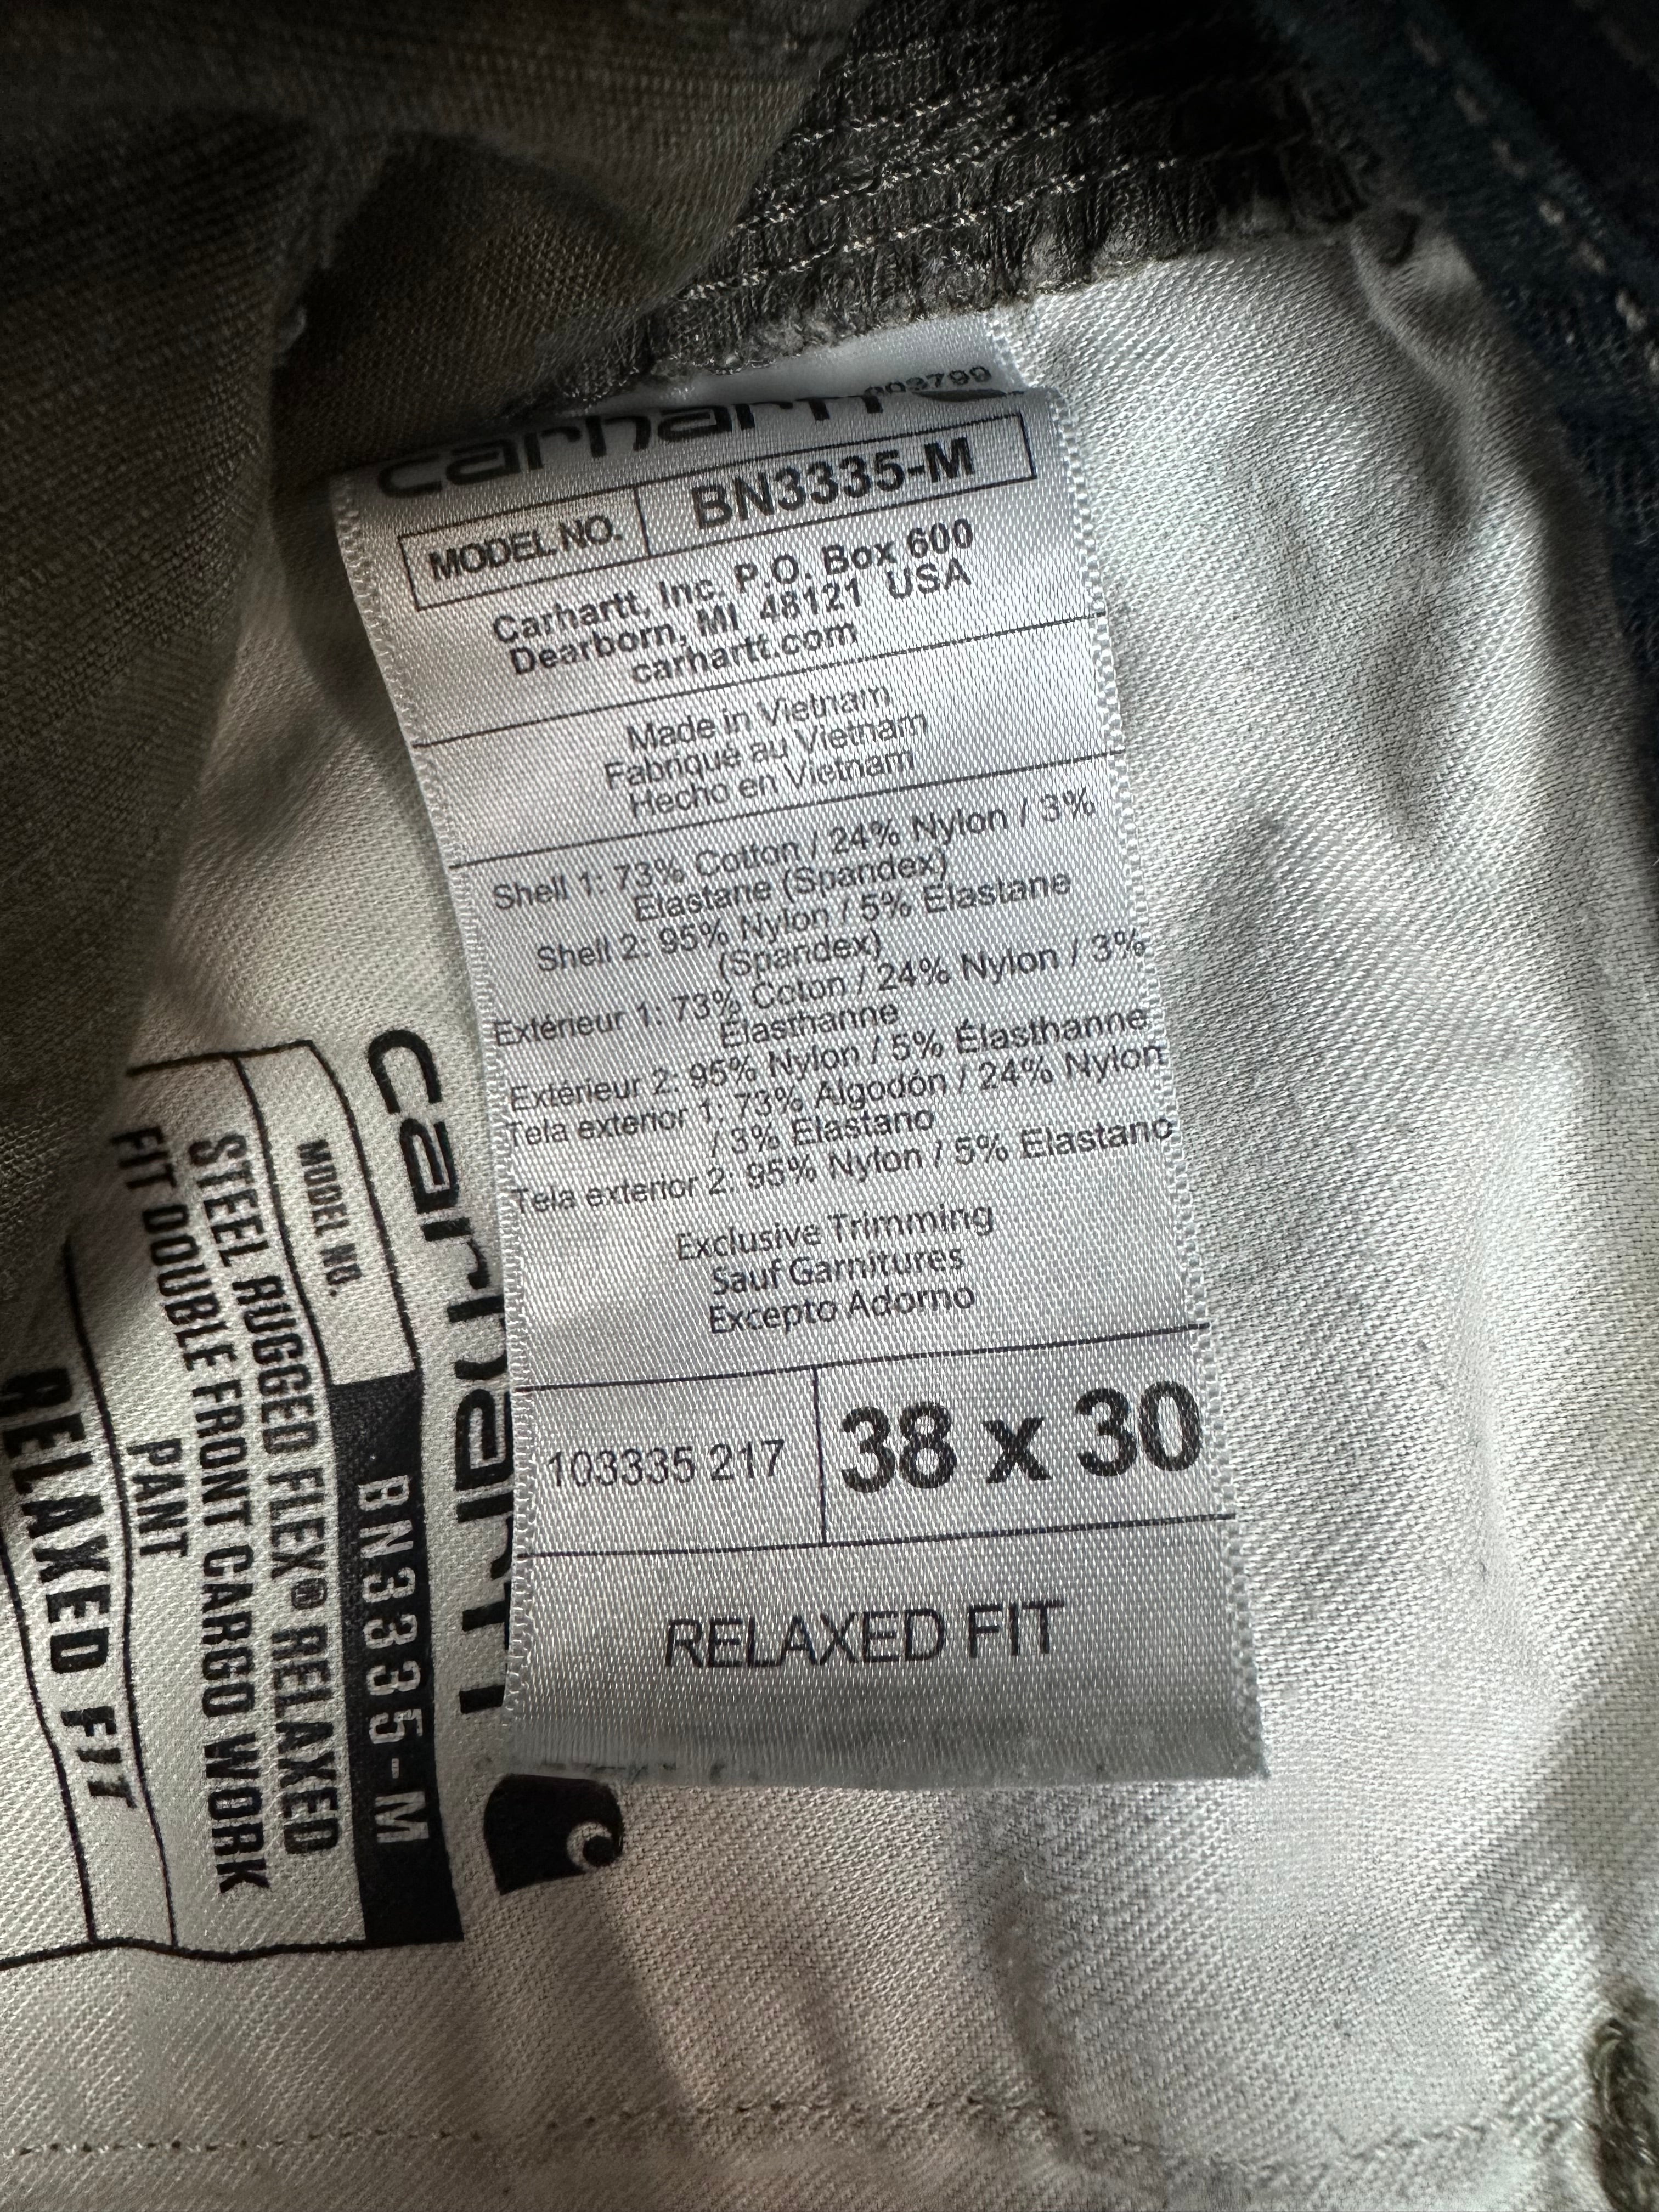 carhartt
MODEL NO. BN3335-M
Carhartt, Inc. P.O. Box 600
Dearborn, MI 48121 USA
carhartt.com
Made in Vietnam
Fabriqué au Vietnam
Hecho en Vietnam
Shell 1: 73% Cotton / 24% Nylon / 3%
Elastane (Spandex)
Shell 2: 95% Nylon / 5% Elastane
(Spandex)
Extérieur 1: 73% Coton / 24% Nylon / 3%
Élasthanne
Extérieur 2: 95% Nylon / 5% Élasthanne
Tela exterior 1: 73% Algodón / 24% Nylon
/ 3% Elastano
Tela exterior 2: 95% Nylon / 5% Elastano
Exclusive Trimming
Sauf Garnitures
Excepto Adorno
103335 217 38 x 30
RELAXED FIT
carhartt
MODEL NO. BN3335-M
STEEL RUGGED FLEX® RELAXED
FIT DOUBLE FRONT CARGO WORK
PANT
RELAXED FIT